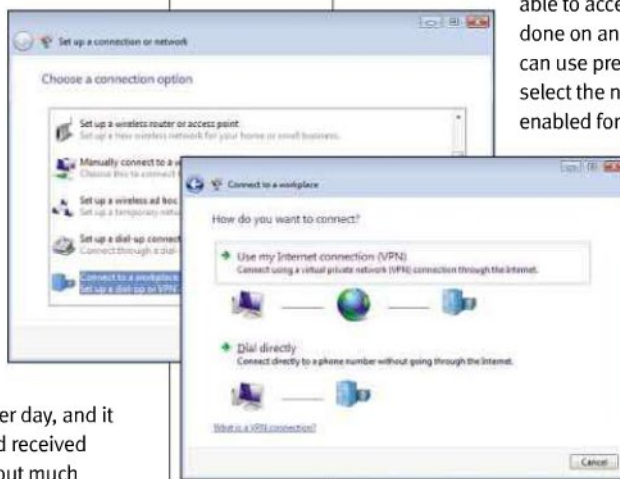 able to acce
done on an
can use pre
select the n
enabled for
Set up a connection or network
Choose a connection option
Set up a wireless router or access point
Set up a new wireless network for your home or small business.
Manually connect to a w
Choose this to connect t
Set up a wireless ad hoc
Set up a temporary netw
Set up a dial-up connect
Connect through a dial-
Connect to a workplace
Set up a dial-up or VPN
Connect to a workplace
How do you want to connect?
Use my Internet connection (VPN)
Connect using a virtual private network (VPN) connection through the Internet.
Dial directly
Connect directly to a phone number without going through the Internet.
What is a VPN connection?
Cancel
er day, and it
d received
out much